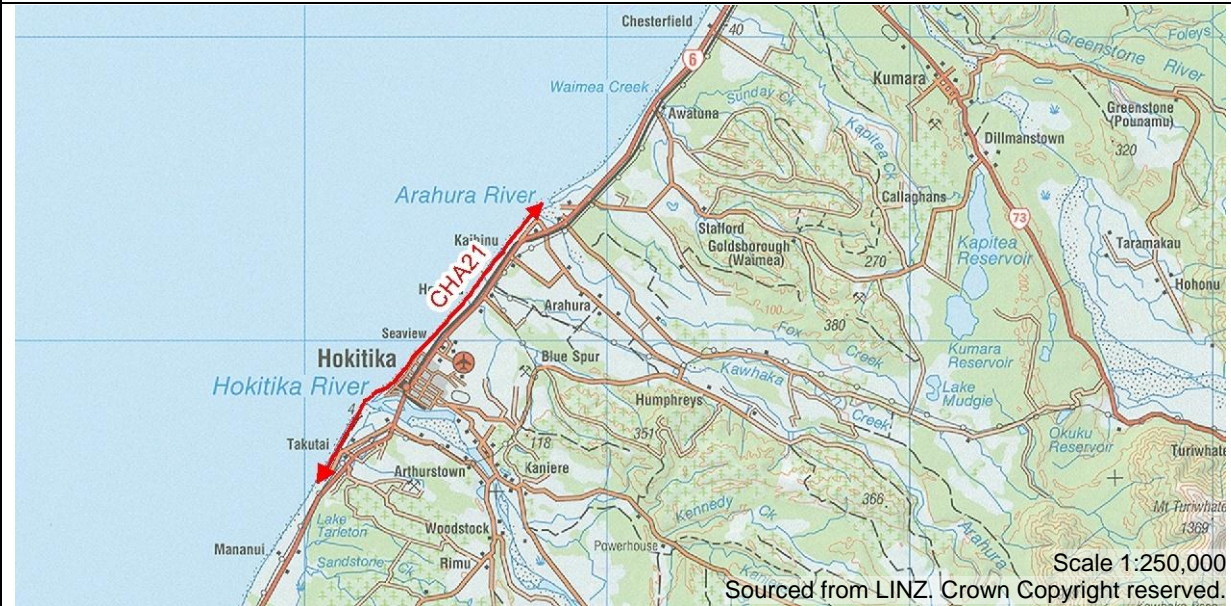 Chesterfield
40
Greenstone River
Foleys
6
Kumara
Waimea Creek
Sunday Ck
Awatuna
Kapitea Ck
Greenstone
(Pounamu)
Dillmanstown
320
Arahura River
Callaghans
Stafford
Goldsborough
(Waimea)
73
Kapitea
Reservoir
Taramakau
Kaihinu
270
CHA21
Hohonu
Arahura
100
Fox
Creek
380
Seaview
Hokitika
Blue Spur
Kawhaka
Creek
Kumara
Reservoir
Lake
Mudgie
Hokitika River
Humphreys
4
351
Takutai
118
Okuku
Reservoir
Arthurstown
Kaniere
Kennedy Ck
366
Mt Turiwhate
1369
Lake
Tarleton
Woodstock
Mananui
Sandstone Ck
Rimu
Powerhouse
Arahura
Scale 1:250,000
Sourced from LINZ. Crown Copyright reserved.